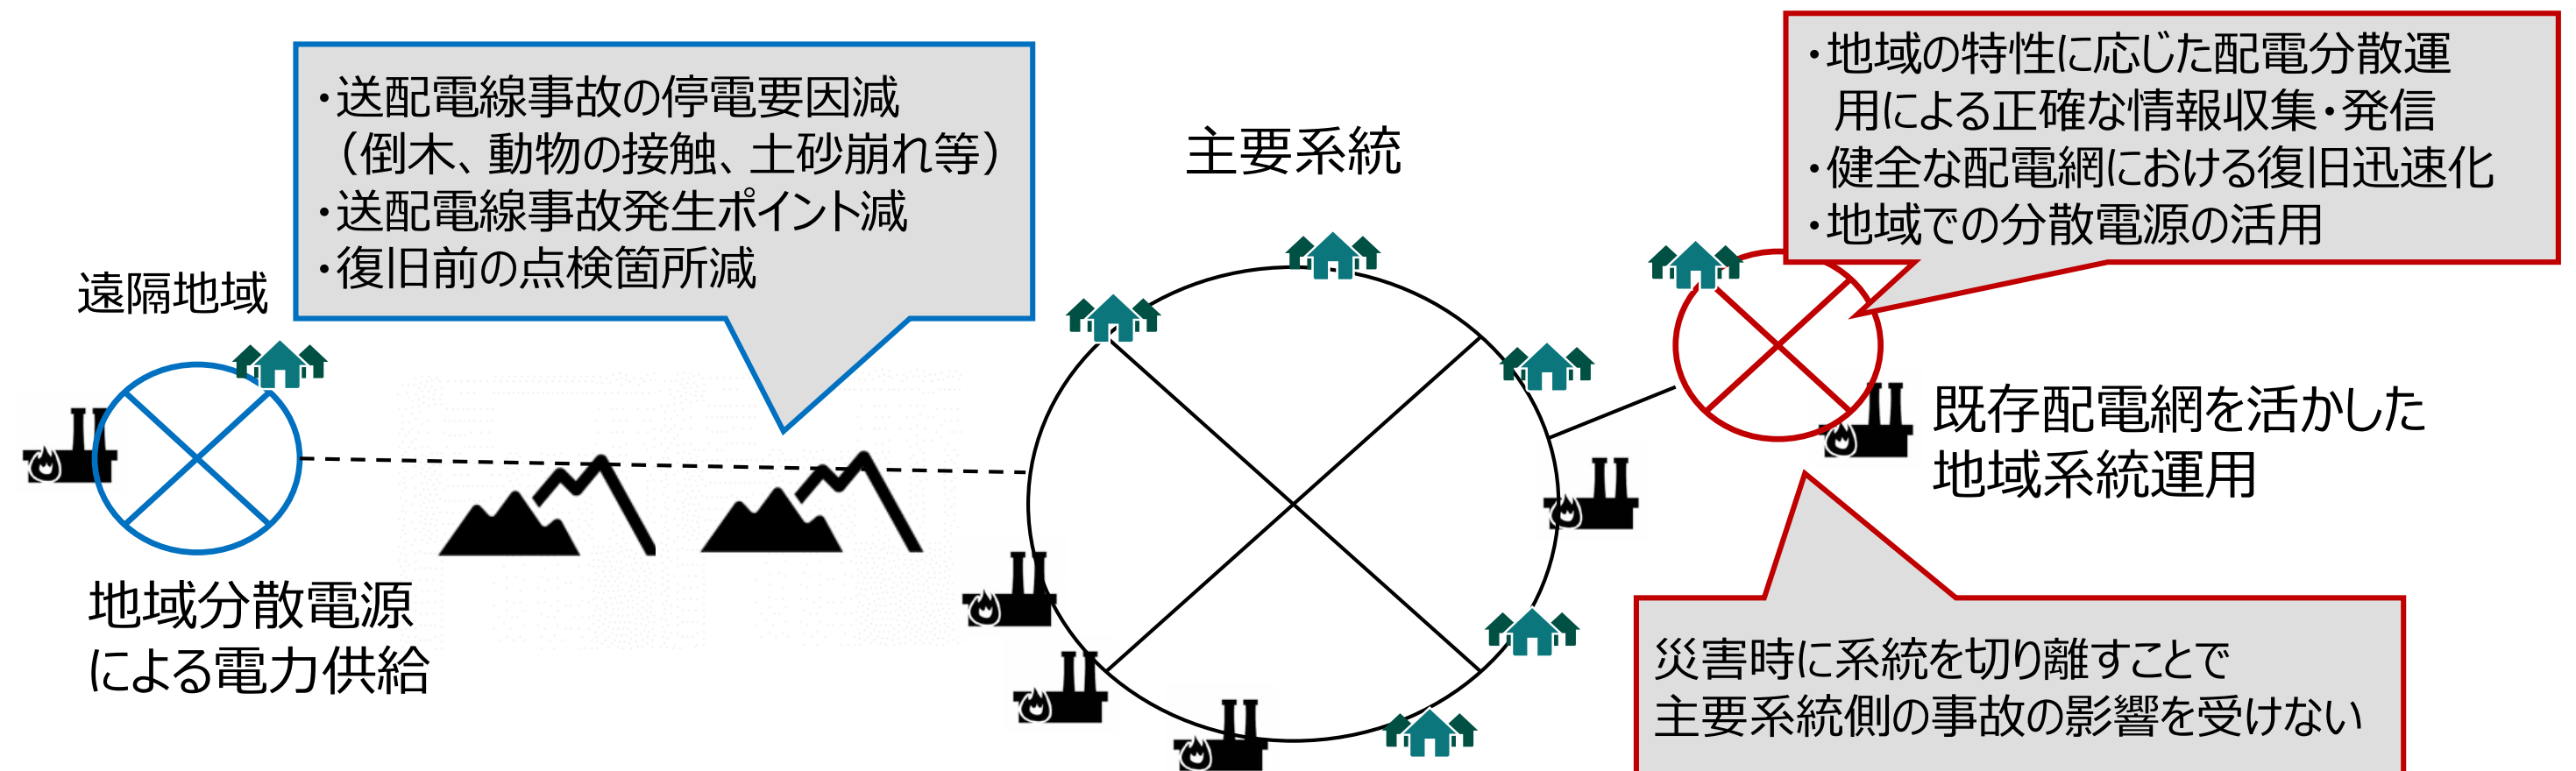 ・送配電線事故の停電要因減
（倒木、動物の接触、土砂崩れ等）
・送配電線事故発生ポイント減
・復旧前の点検箇所減
遠隔地域
地域分散電源
による電力供給
主要系統
・地域の特性に応じた配電分散運
用による正確な情報収集・発信
・健全な配電網における復旧迅速化
・地域での分散電源の活用
既存配電網を活かした
地域系統運用
災害時に系統を切り離すことで
主要系統側の事故の影響を受けない